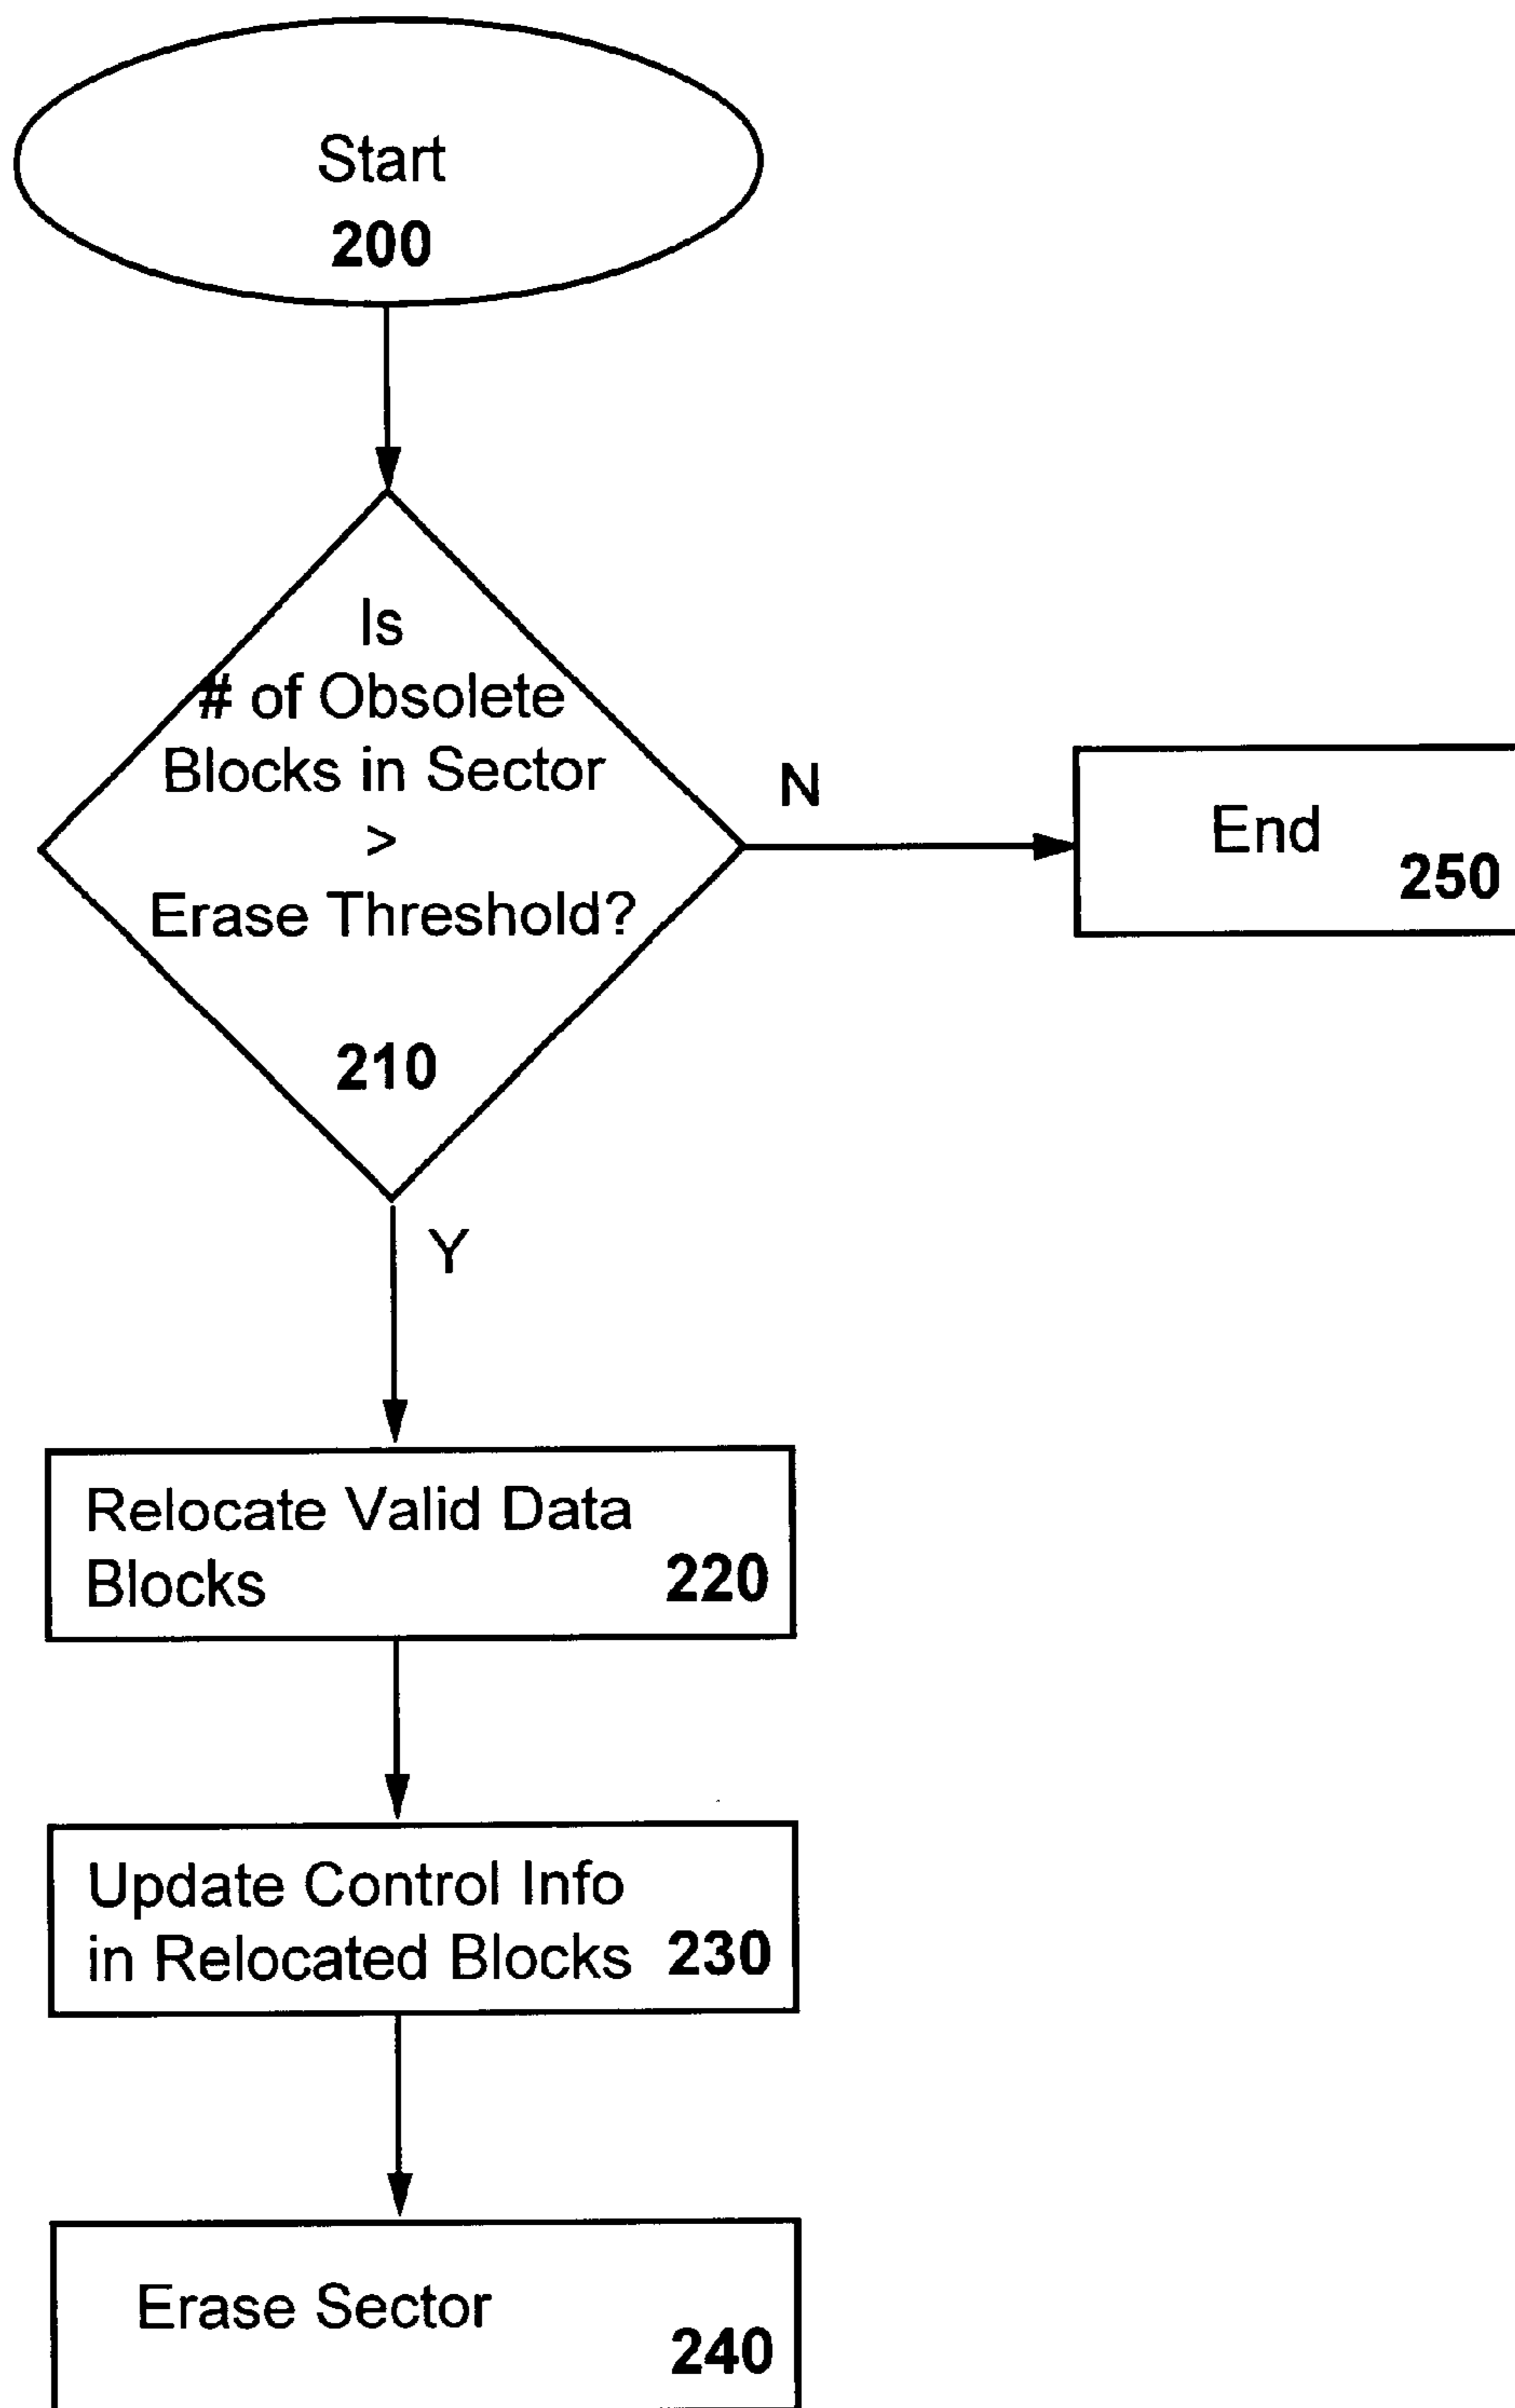 Start
200
Is
# of Obsolete
Blocks in Sector
>
Erase Threshold?
210
N
End
250
Y
Relocate Valid Data
Blocks 220
Update Control Info
in Relocated Blocks 230
Erase Sector
240